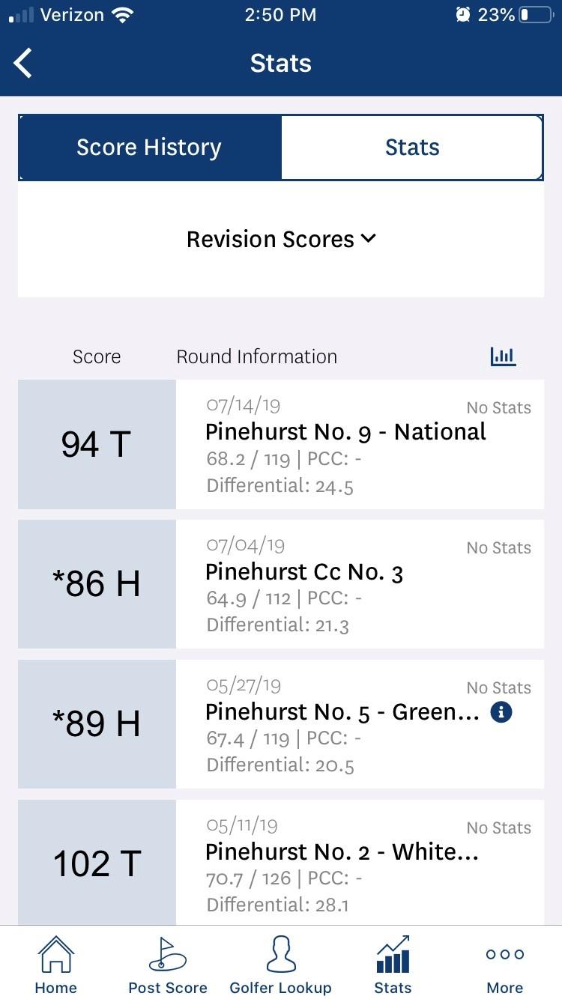 Verizon 2:50 PM 23%
Stats
Score History Stats
Revision Scores
Score Round Information
94 T
07/14/19 No Stats
Pinehurst No. 9 - National
68.2 / 119 | PCC: -
Differential: 24.5
*86 H
07/04/19 No Stats
Pinehurst Cc No. 3
64.9 / 112 | PCC: -
Differential: 21.3
*89 H
05/27/19 No Stats
Pinehurst No. 5 - Green...
67.4 / 119 | PCC: -
Differential: 20.5
102 T
05/11/19 No Stats
Pinehurst No. 2 - White...
70.7 / 126 | PCC: -
Differential: 28.1
Home Post Score Golfer Lookup Stats More